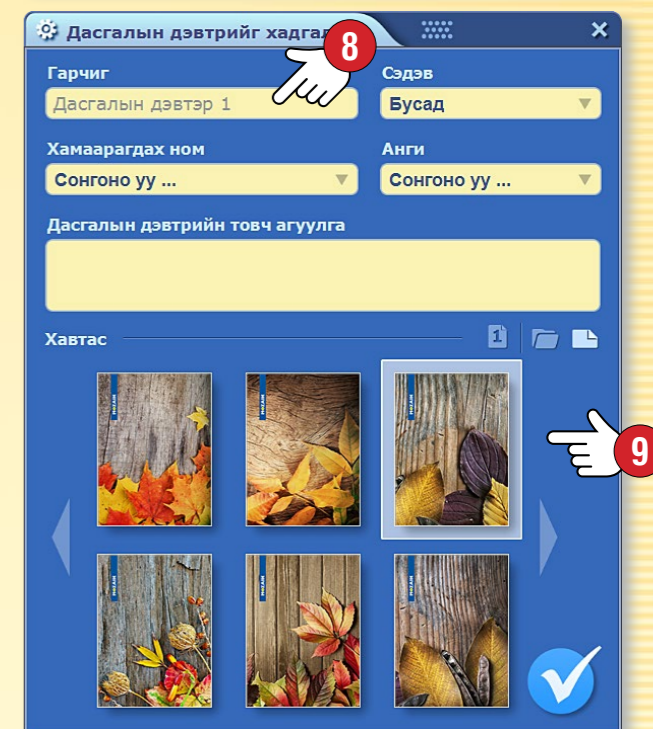 Дасгалын дэвтрийг
8
Гарчиг
Сэдэв
Дасгалын дэвтэр 1
Бусад
Хамаарагдах ном
Анги
Сонгоно уу ...
Сонгоно уу ...
Дасгалын дэвтрийн товч агуулга
Хавтас
1
9